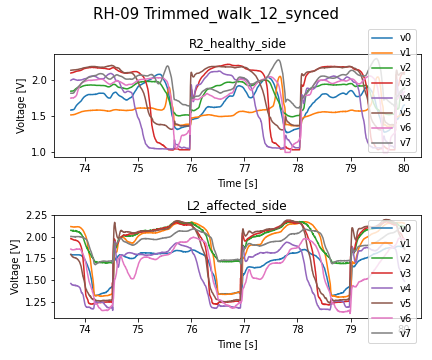 RH-09 Trimmed_walk_12_synced
R2_healthy_side
Voltage [V]
2.0
1.5
1.0
74
75
76
77
78
79
80
Time [s]
v0
v1
v2
v3
v4
v5
v6
v7
L2_affected_side
Voltage [V]
2.25
2.00
1.75
1.50
1.25
74
75
76
77
78
79
80
Time [s]
v0
v1
v2
v3
v4
v5
v6
v7